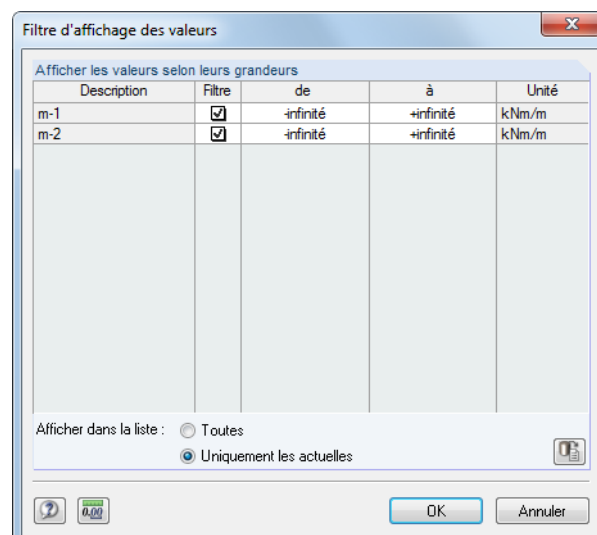 Filtre d'affichage des valeurs
Afficher les valeurs selon leurs grandeurs
Description Filtre de à Unité
m-1 -infinité +infinité kNm/m
m-2 -infinité +infinité kNm/m
Afficher dans la liste : Toutes
Uniquement les actuelles
0.00
OK Annuler